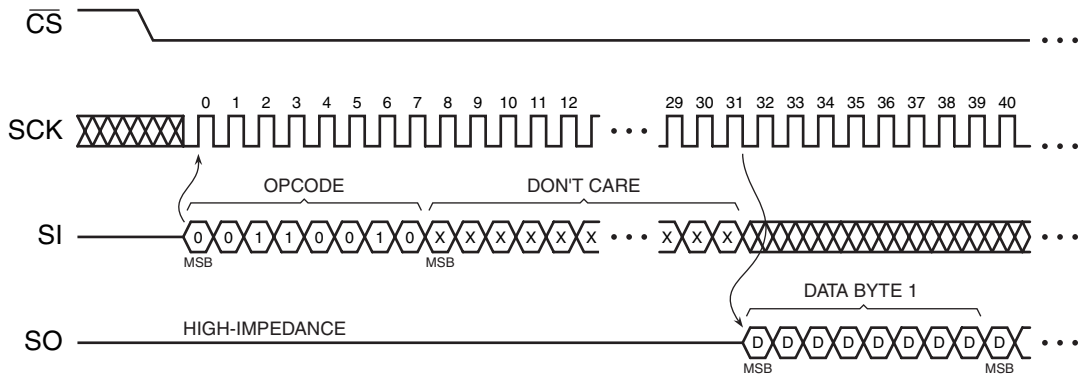 CS
0 1 2 3 4 5 6 7 8 9 10 11 12 29 30 31 32 33 34 35 36 37 38 39 40
SCK
OPCODE DON'T CARE
SI 0 0 1 1 0 0 1 0 X X X X X X X X X
MSB MSB
DATA BYTE 1
HIGH-IMPEDANCE
SO D D D D D D D D D
MSB MSB